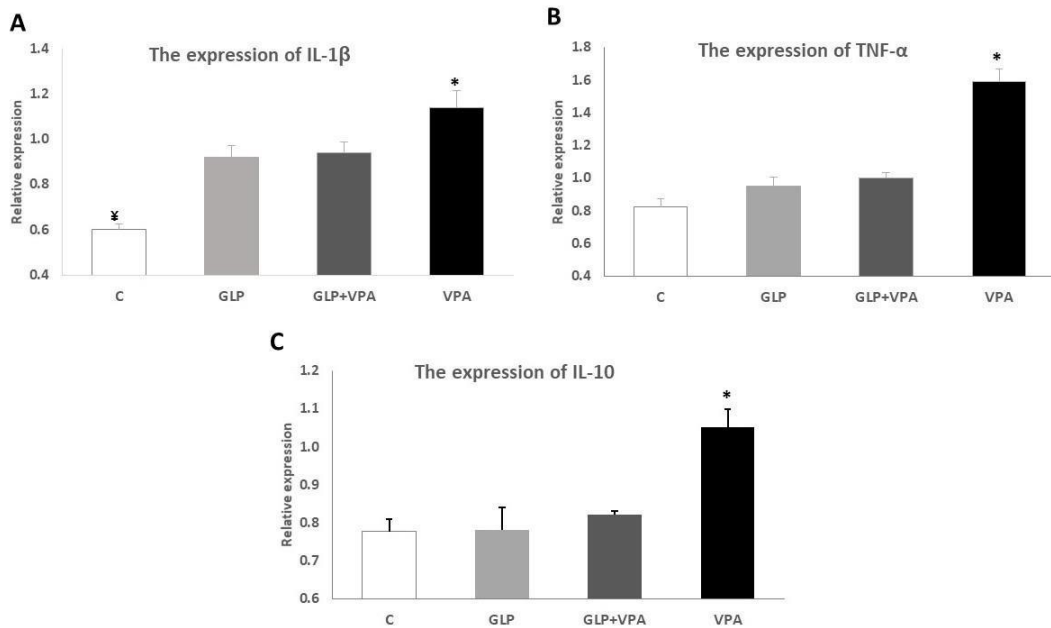 A
The expression of IL-1β
Relative expression
1.4
1.2
1.0
0.8
0.6
0.4
¥
*
C GLP GLP+VPA VPA
B
The expression of TNF-α
Relative expression
1.8
1.6
1.4
1.2
1.0
0.8
0.6
0.4
*
C GLP GLP+VPA VPA
C
The expression of IL-10
Relative expression
1.2
1.1
1.0
0.9
0.8
0.7
0.6
*
C GLP GLP+VPA VPA